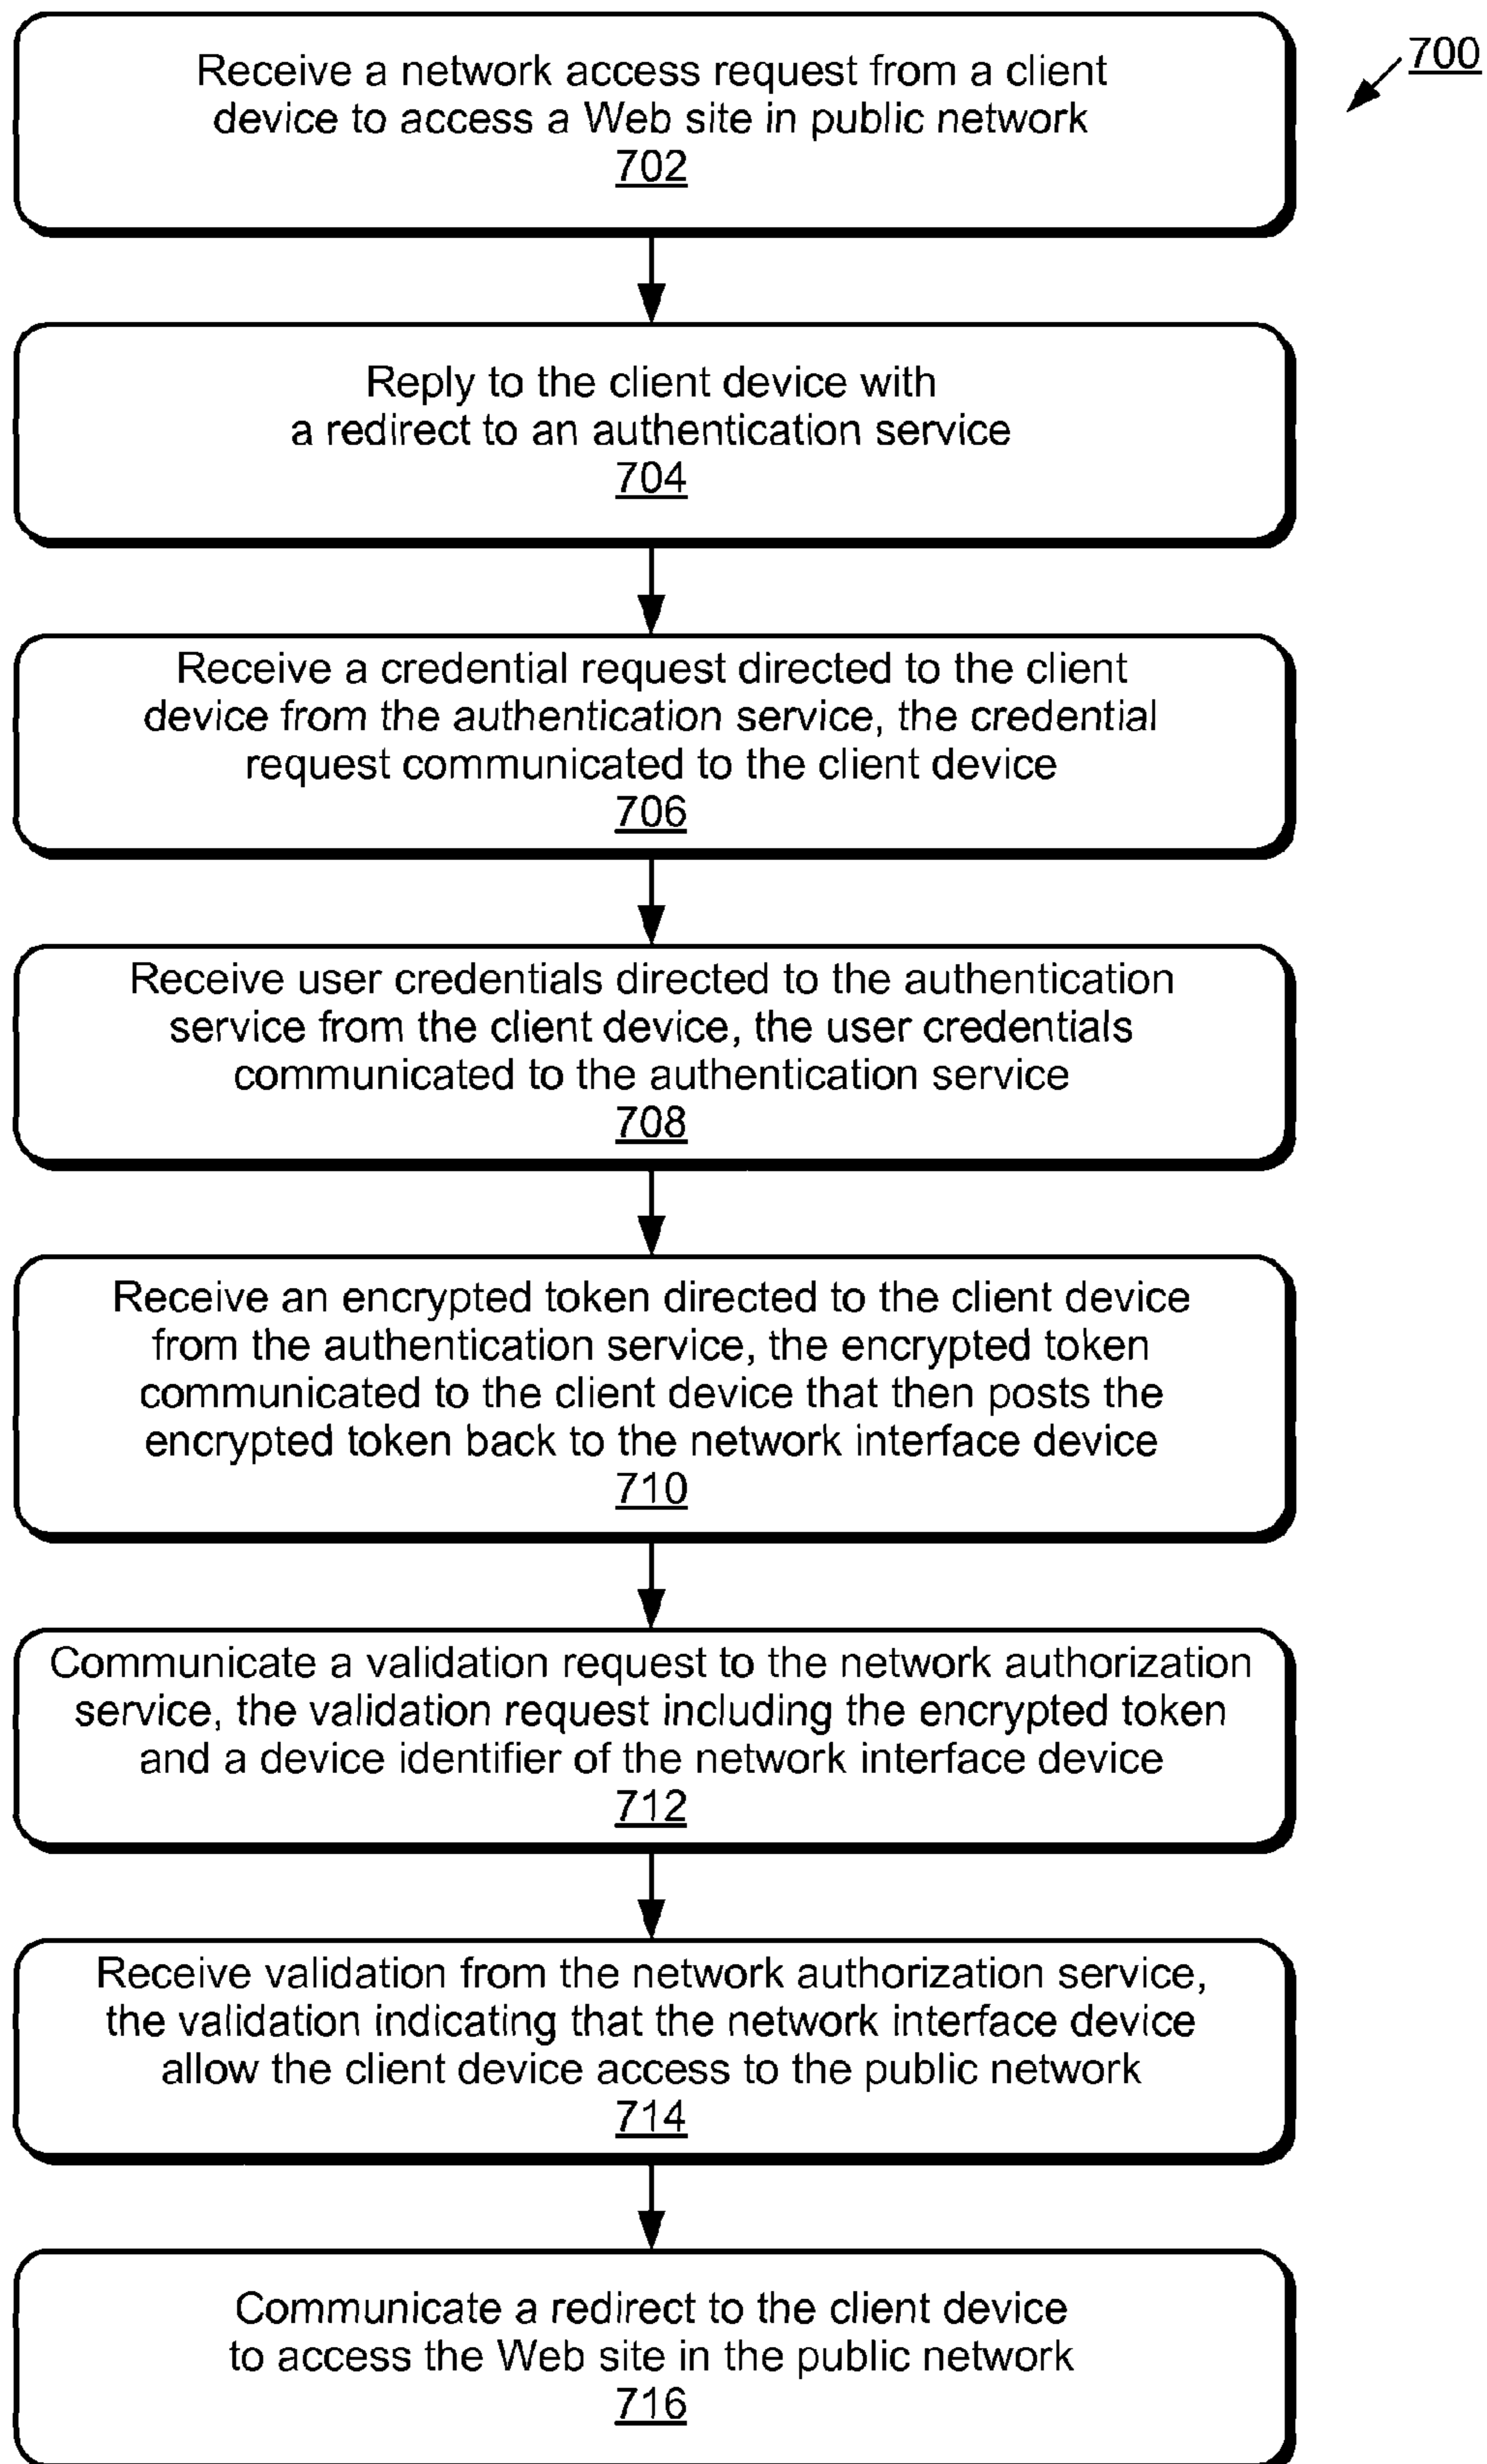 700
Receive a network access request from a client
device to access a Web site in public network
702
Reply to the client device with
a redirect to an authentication service
704
Receive a credential request directed to the client
device from the authentication service, the credential
request communicated to the client device
706
Receive user credentials directed to the authentication
service from the client device, the user credentials
communicated to the authentication service
708
Receive an encrypted token directed to the client device
from the authentication service, the encrypted token
communicated to the client device that then posts the
encrypted token back to the network interface device
710
Communicate a validation request to the network authorization
service, the validation request including the encrypted token
and a device identifier of the network interface device
712
Receive validation from the network authorization service,
the validation indicating that the network interface device
allow the client device access to the public network
714
Communicate a redirect to the client device
to access the Web site in the public network
716